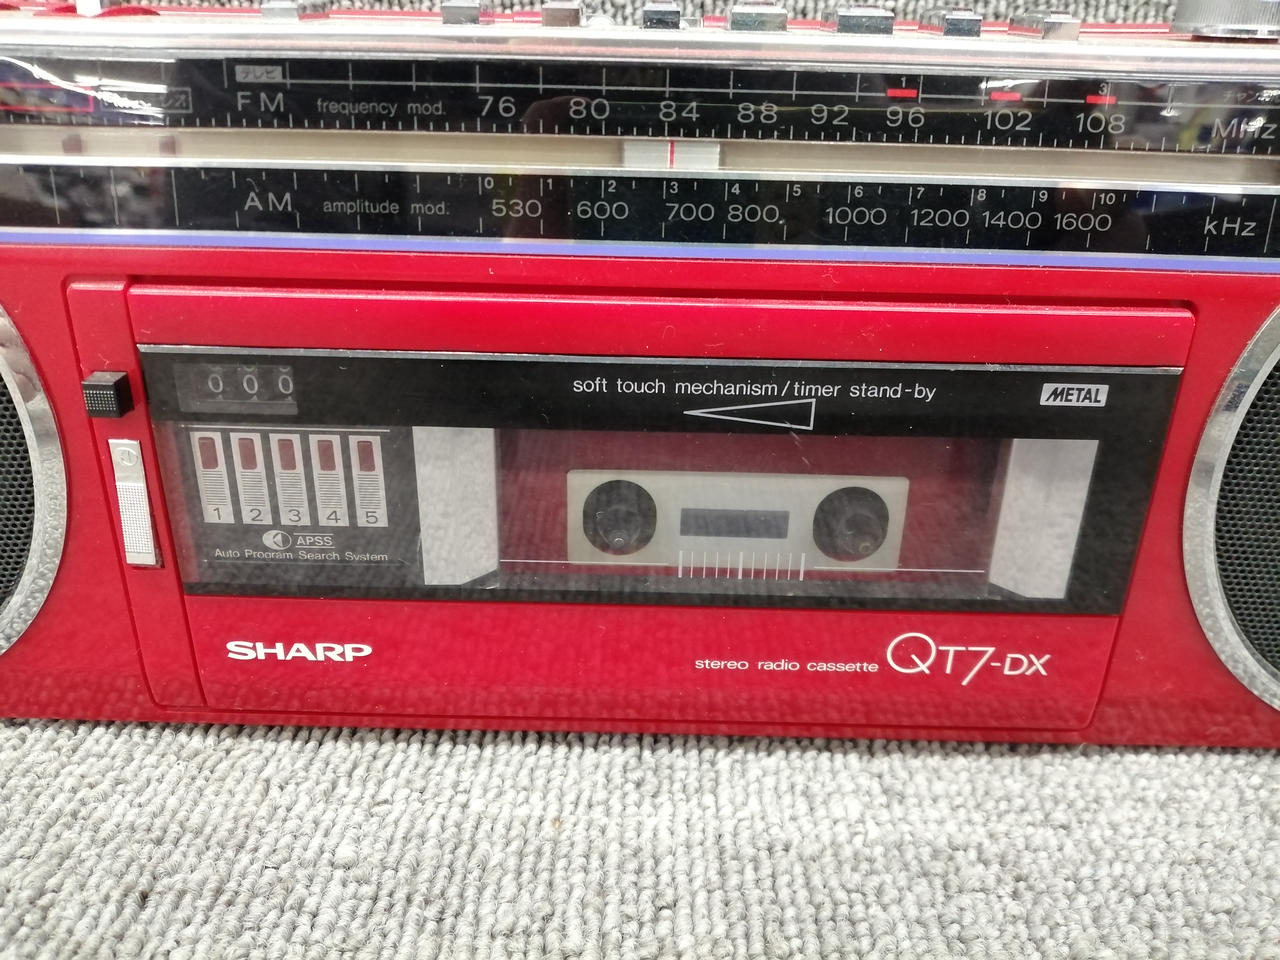 テレビ
1 2 3
FM frequency mod. 76 80 84 88 92 96 102 108 MHz
0 1 2 3 4 5 6 7 8 9 10
AM amplitude mod. 530 600 700 800 1000 1200 1400 1600 kHz
000
soft touch mechanism/timer stand-by
METAL
1 2 3 4 5
APSS
Auto Program Search System
SHARP
stereo radio cassette QT7-DX